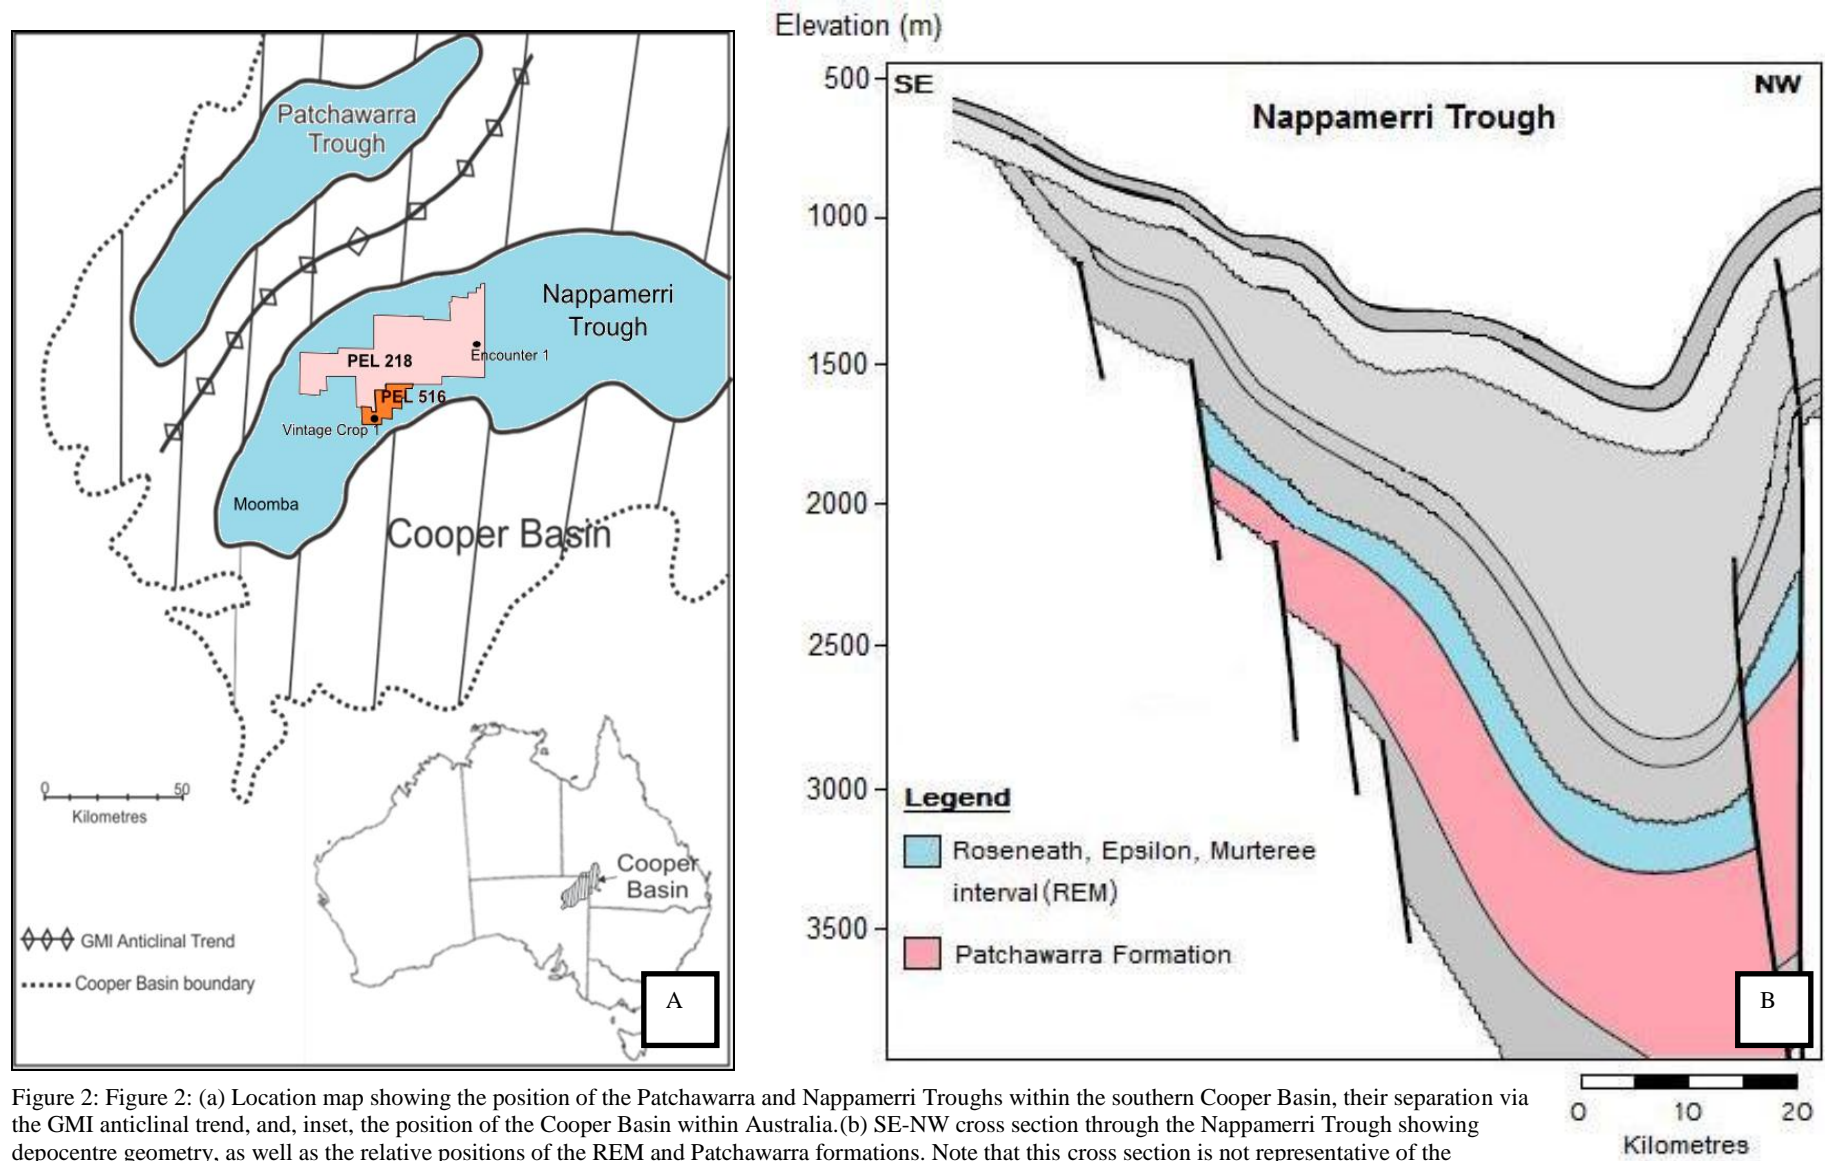 Patchawarra
Trough
Nappamerri
Trough
PEL 218
Encounter 1
PEL 516
Vintage Crop 1
Moomba
Cooper Basin
0 50
Kilometres
Cooper
Basin
GMI Anticlinal Trend
Cooper Basin boundary
A
Elevation (m)
500
1000
1500
2000
2500
3000
3500
SE
NW
Nappamerri Trough
Legend
Roseneath, Epsilon, Murteree
interval (REM)
Patchawarra Formation
B
0 10 20
Kilometres
Figure 2: Figure 2: (a) Location map showing the position of the Patchawarra and Nappamerri Troughs within the southern Cooper Basin, their separation via
the GMI anticlinal trend, and, inset, the position of the Cooper Basin within Australia.(b) SE-NW cross section through the Nappamerri Trough showing
depocentre geometry, as well as the relative positions of the REM and Patchawarra formations. Note that this cross section is not representative of the